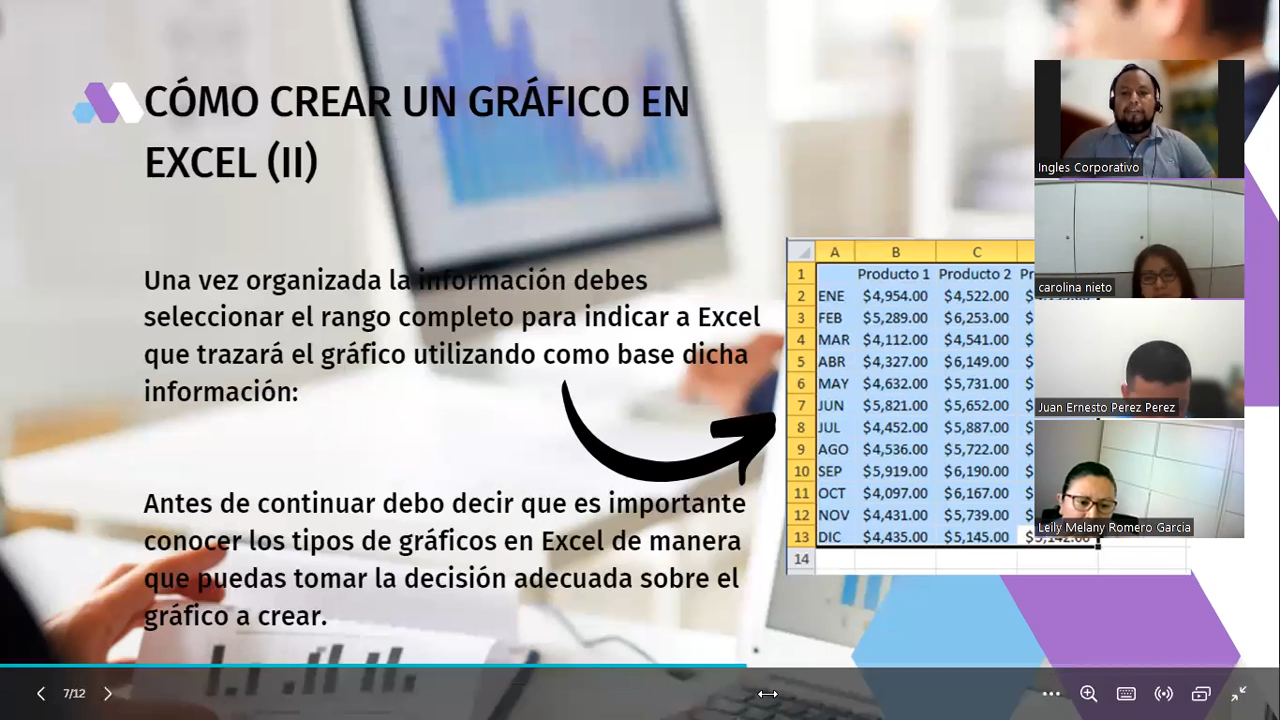 CÓMO CREAR UN GRÁFICO EN
EXCEL (II)
Una vez organizada la información debes
seleccionar el rango completo para indicar a Excel
que trazará el gráfico utilizando como base dicha
información:
Antes de continuar debo decir que es importante
conocer los tipos de gráficos en Excel de manera
que puedas tomar la decisión adecuada sobre el
gráfico a crear.
A B C
1 Producto 1 Producto 2 Pr
2 ENE $4,954.00 $4,522.00 $
3 FEB $5,289.00 $6,253.00 $
4 MAR $4,112.00 $4,541.00 $
5 ABR $4,327.00 $6,149.00 $
6 MAY $4,632.00 $5,731.00 $
7 JUN $5,821.00 $5,652.00 $
8 JUL $4,452.00 $5,887.00 $
9 AGO $4,536.00 $5,722.00 $
10 SEP $5,919.00 $6,190.00 $
11 OCT $4,097.00 $6,167.00 $
12 NOV $4,431.00 $5,739.00 $
13 DIC $4,435.00 $5,145.00
14
Ingles Corporativo
carolina nieto
Juan Ernesto Perez Perez
Leily Melany Romero Garcia
7/12